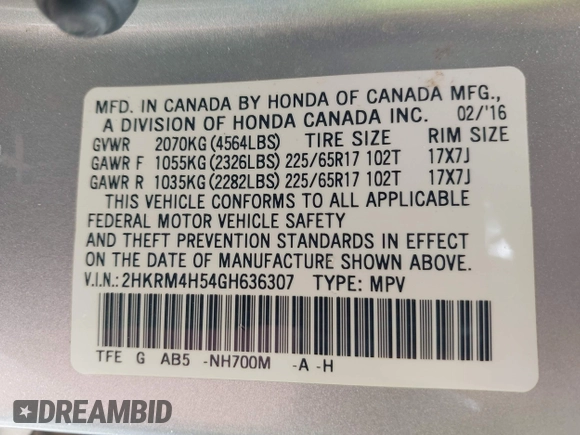 MFD. IN CANADA BY HONDA OF CANADA MFG.,
A DIVISION OF HONDA CANADA INC. 02/'16
GVWR 2070KG (4564LBS) TIRE SIZE RIM SIZE
GAWR F 1055KG (2326LBS) 225/65R17 102T 17X7J
GAWR R 1035KG (2282LBS) 225/65R17 102T 17X7J
THIS VEHICLE CONFORMS TO ALL APPLICABLE
FEDERAL MOTOR VEHICLE SAFETY
AND THEFT PREVENTION STANDARDS IN EFFECT
ON THE DATE OF MANUFACTURE SHOWN ABOVE.
V.I.N.: 2HKRM4H54GH636307 TYPE: MPV
TFE G AB5 -NH700M -A -H
DREAMBID